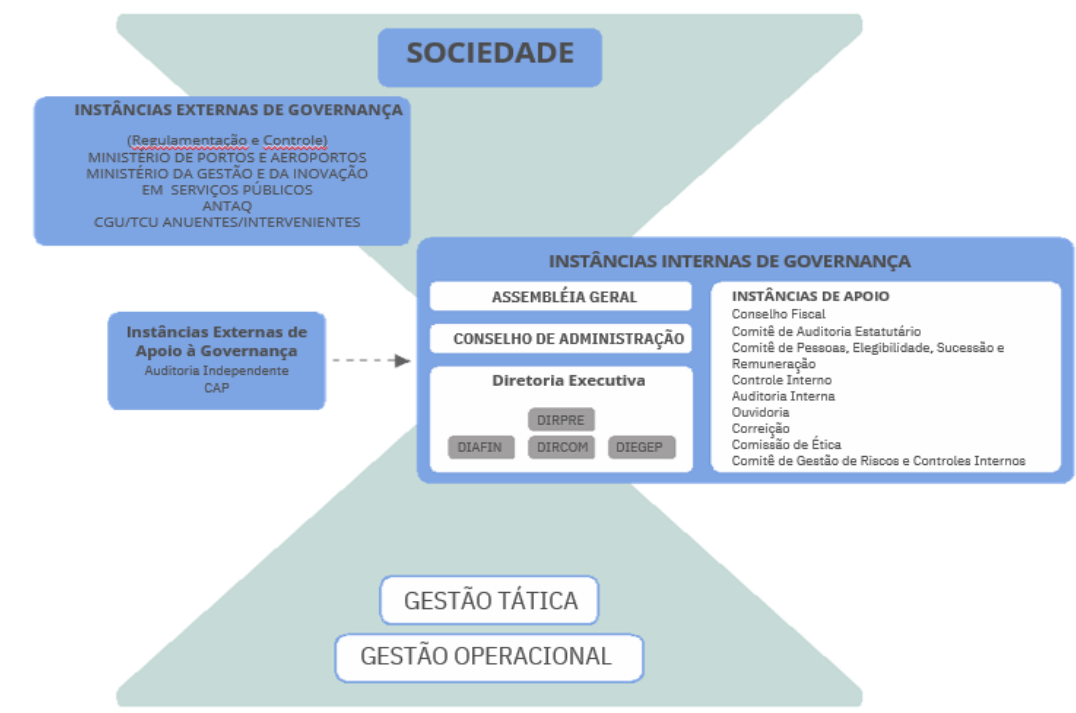 SOCIEDADE
INSTÂNCIAS EXTERNAS DE GOVERNANÇA
(Regulamentação e Controle)
MINISTÉRIO DE PORTOS E AEROPORTOS
MINISTÉRIO DA GESTÃO E DA INOVAÇÃO
EM SERVIÇOS PÚBLICOS
ANTAQ
CGU/TCU ANUENTES/INTERVENIENTES
Instâncias Externas de
Apoio à Governança
Auditoria Independente
CAP
INSTÂNCIAS INTERNAS DE GOVERNANÇA
ASSEMBLÉIA GERAL
CONSELHO DE ADMINISTRAÇÃO
Diretoria Executiva
DIRPRE
DIAFIN
DIRCOM
DIEGEP
INSTÂNCIAS DE APOIO
Conselho Fiscal
Comitê de Auditoria Estatutário
Comitê de Pessoas, Elegibilidade, Sucessão e
Remuneração
Controle Interno
Auditoria Interna
Ouvidoria
Correição
Comissão de Ética
Comitê de Gestão de Riscos e Controles Internos
GESTÃO TÁTICA
GESTÃO OPERACIONAL